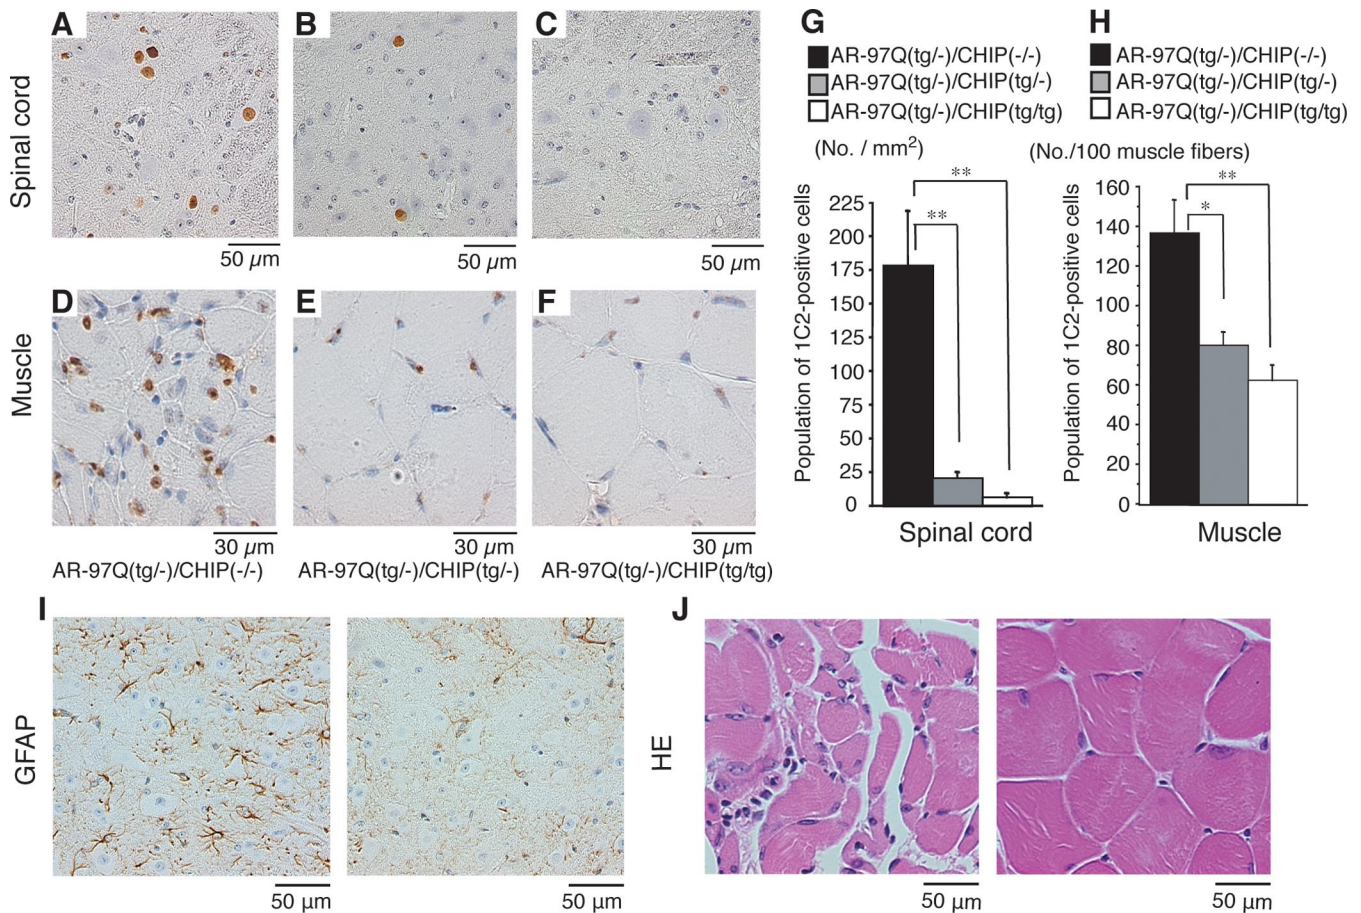 A
B
C
Spinal cord
50 μm
50 μm
50 μm
D
E
F
Muscle
30 μm
30 μm
30 μm
AR-97Q(tg/-)/CHIP(-/-)
AR-97Q(tg/-)/CHIP(tg/-)
AR-97Q(tg/-)/CHIP(tg/tg)
G
AR-97Q(tg/-)/CHIP(-/-)
AR-97Q(tg/-)/CHIP(tg/-)
AR-97Q(tg/-)/CHIP(tg/tg)
(No. / mm²)
Population of 1C2-positive cells
225
200
175
150
125
100
75
50
25
0
**
**
Spinal cord
H
AR-97Q(tg/-)/CHIP(-/-)
AR-97Q(tg/-)/CHIP(tg/-)
AR-97Q(tg/-)/CHIP(tg/tg)
(No./100 muscle fibers)
Population of 1C2-positive cells
160
140
120
100
80
60
40
20
0
**
*
Muscle
I
GFAP
50 μm
50 μm
J
HE
50 μm
50 μm